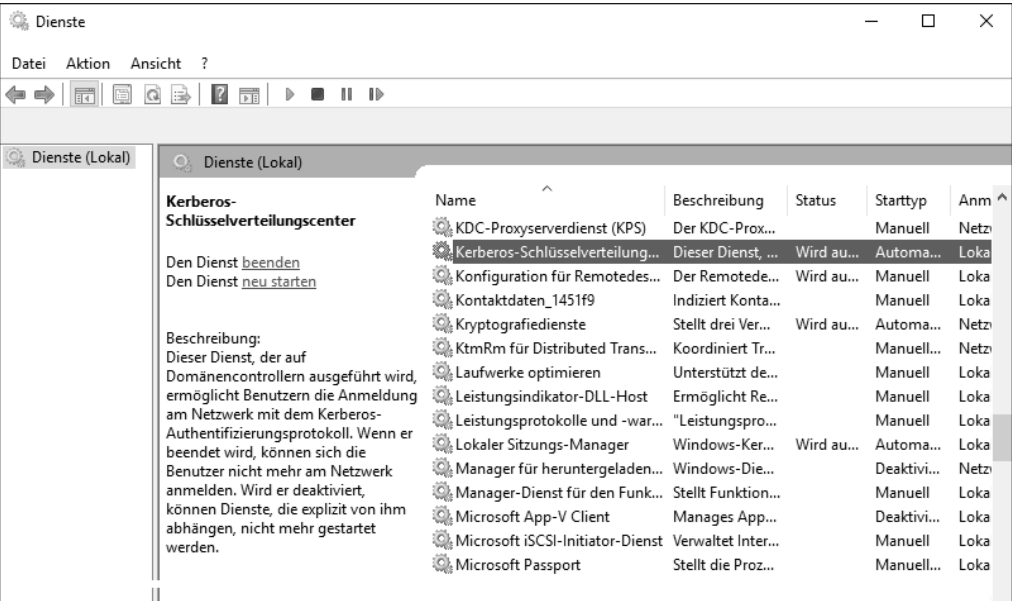 Dienste
Datei Aktion Ansicht ?
Dienste (Lokal)
Dienste (Lokal)
Kerberos-
Schlüsselverteilungscenter
Den Dienst beenden
Den Dienst neu starten
Beschreibung:
Dieser Dienst, der auf
Domänencontrollern ausgeführt wird,
ermöglicht Benutzern die Anmeldung
am Netzwerk mit dem Kerberos-
Authentifizierungsprotokoll. Wenn er
beendet wird, können sich die
Benutzer nicht mehr am Netzwerk
anmelden. Wird er deaktiviert,
können Dienste, die explizit von ihm
abhängen, nicht mehr gestartet
werden.
Name Beschreibung Status Starttyp Anm
KDC-Proxyserverdienst (KPS) Der KDC-Prox... Manuell Netzv
Kerberos-Schlüsselverteilung... Dieser Dienst, ... Wird au... Automa... Loka
Konfiguration für Remotedes... Der Remotede... Wird au... Manuell Loka
Kontaktdaten_1451f9 Indiziert Konta... Manuell Loka
Kryptografiedienste Stellt drei Ver... Wird au... Automa... Netzv
KtmRm für Distributed Trans... Koordiniert Tr... Manuell... Netzv
Laufwerke optimieren Unterstützt de... Manuell Loka
Leistungsindikator-DLL-Host Ermöglicht Re... Manuell Loka
Leistungsprotokolle und -war... "Leistungspro... Manuell Loka
Lokaler Sitzungs-Manager Windows-Ker... Wird au... Automa... Loka
Manager für heruntergeladen... Windows-Die... Deaktivi... Netzv
Manager-Dienst für den Funk... Stellt Funktion... Manuell Loka
Microsoft App-V Client Manages App... Deaktivi... Loka
Microsoft iSCSI-Initiator-Dienst Verwaltet Inter... Manuell Loka
Microsoft Passport Stellt die Proz... Manuell... Loka